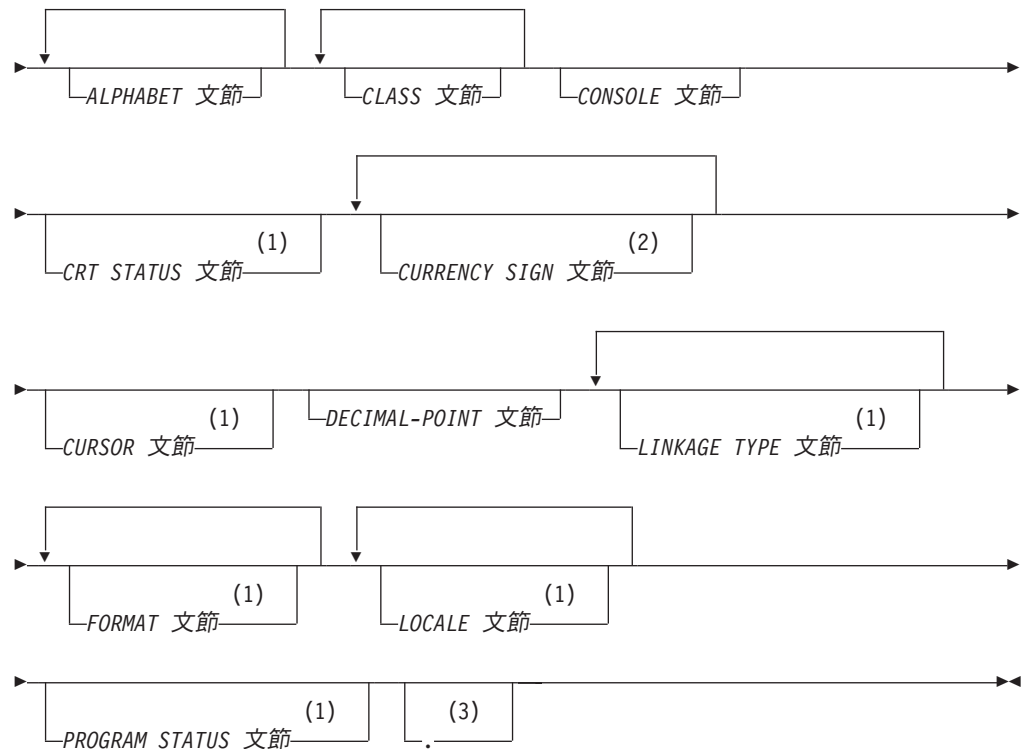 ALPHABET 文節 CLASS 文節 CONSOLE 文節
(1) (2)
CRT STATUS 文節 CURRENCY SIGN 文節
(1) DECIMAL-POINT 文節 (1)
CURSOR 文節 LINKAGE TYPE 文節
(1) (1)
FORMAT 文節 LOCALE 文節
(1) (3)
PROGRAM STATUS 文節 .